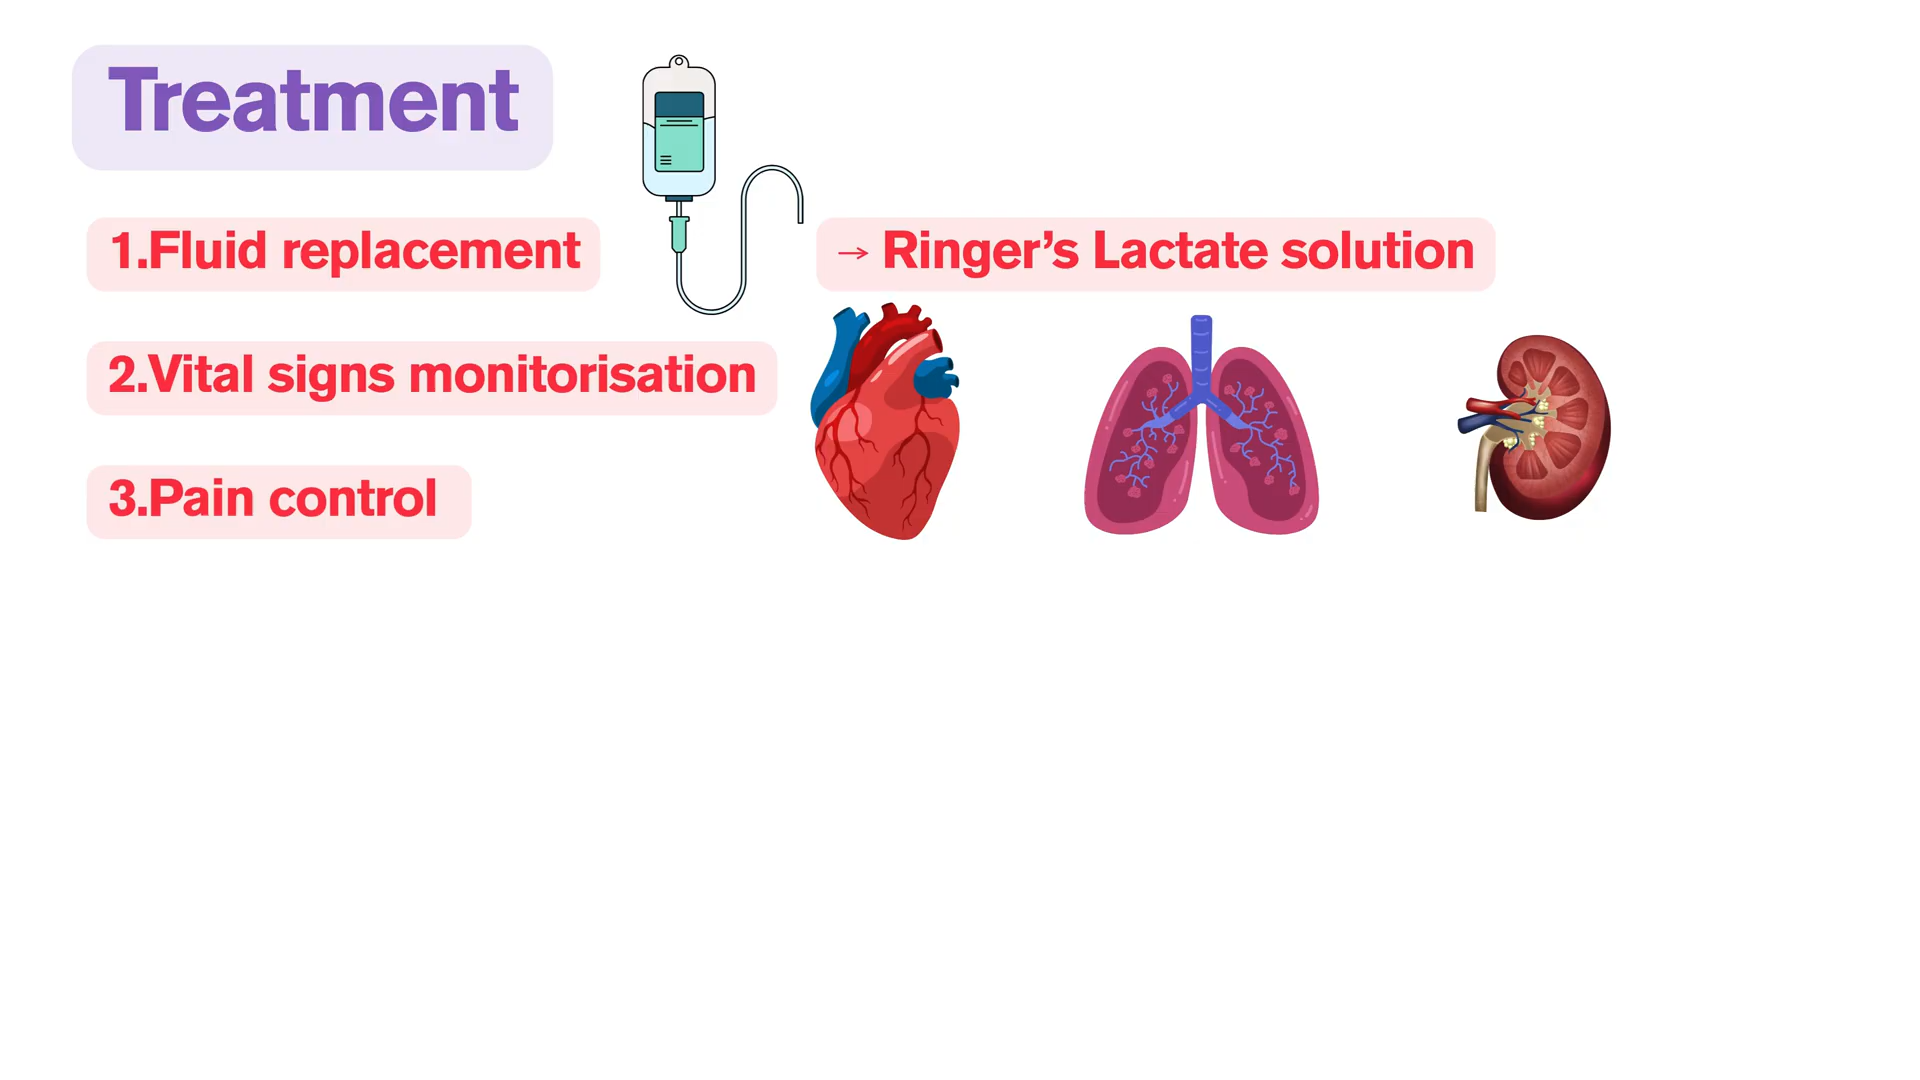 Treatment
1.Fluid replacement
→ Ringer’s Lactate solution
2.Vital signs monitorisation
3.Pain control